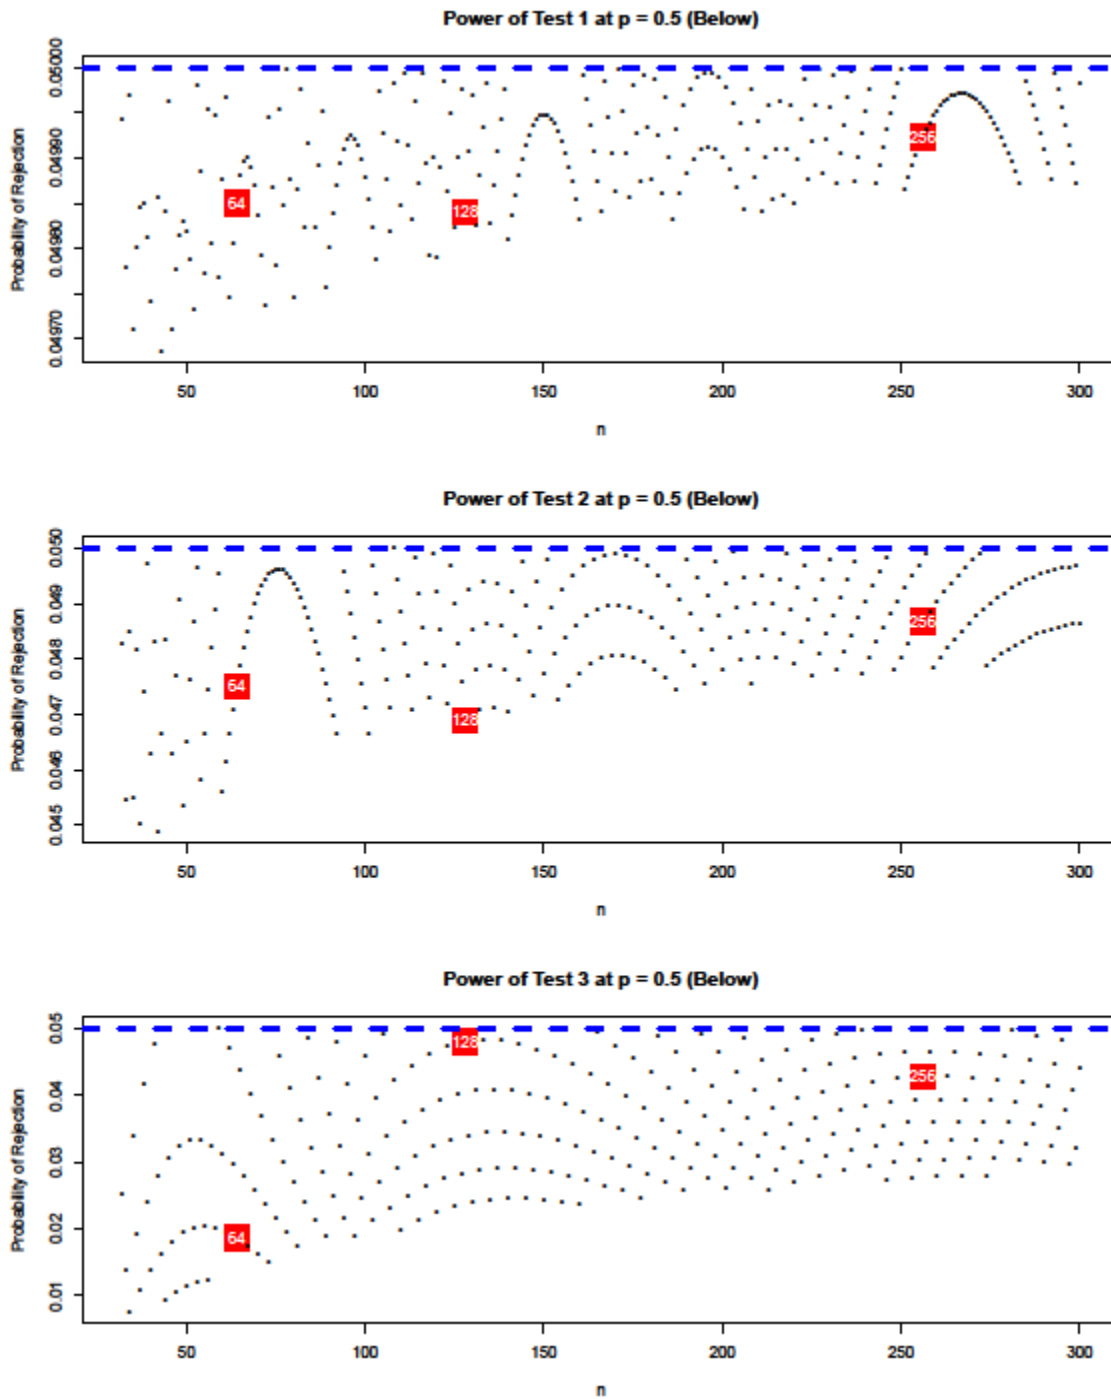 Power of Test 1 at p = 0.5 (Below)
Probability of Rejection
0.05000
0.04990
0.04980
0.04970
64
128
256
50 100 150 200 250 300
n
Power of Test 2 at p = 0.5 (Below)
Probability of Rejection
0.050
0.049
0.048
0.047
0.046
0.045
64
128
256
50 100 150 200 250 300
n
Power of Test 3 at p = 0.5 (Below)
Probability of Rejection
0.05
0.04
0.03
0.02
0.01
64
128
256
50 100 150 200 250 300
n